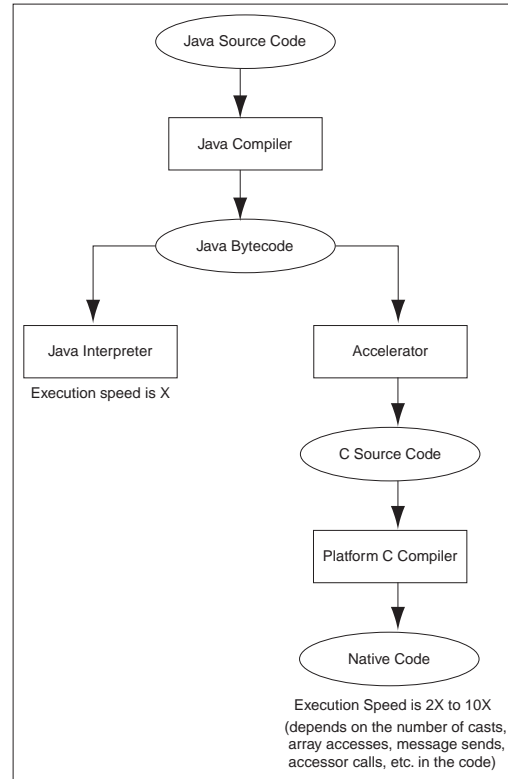 Java Source Code
Java Compiler
Java Bytecode
Java Interpreter
Accelerator
Execution speed is X
C Source Code
Platform C Compiler
Native Code
Execution Speed is 2X to 10X
(depends on the number of casts,
array accesses, message sends,
accessor calls, etc. in the code)